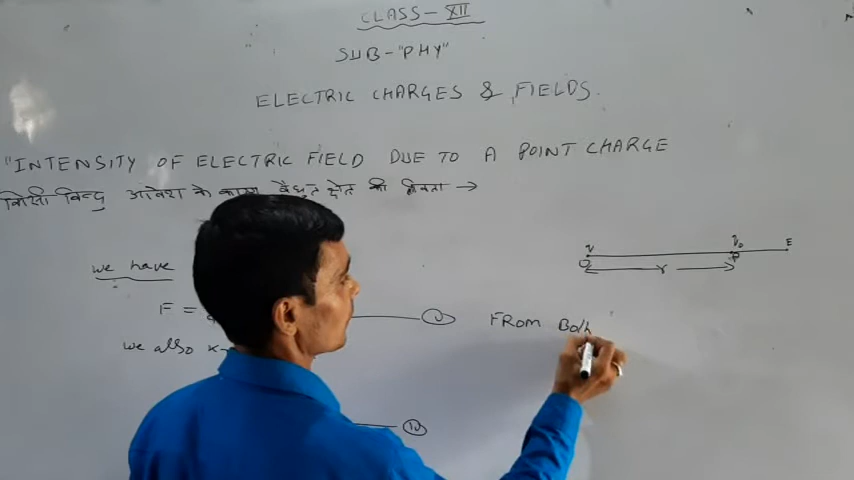 CLASS-XII
SUB-"PHY"
ELECTRIC CHARGES & FIELDS.
"INTENSITY OF ELECTRIC FIELD DUE TO A POINT CHARGE
किसी बिन्दु आवेश के कारण वैद्युत क्षेत्र की तीव्रता →
q q₀ E
O P
r
we have
F =
FROM Both
we also